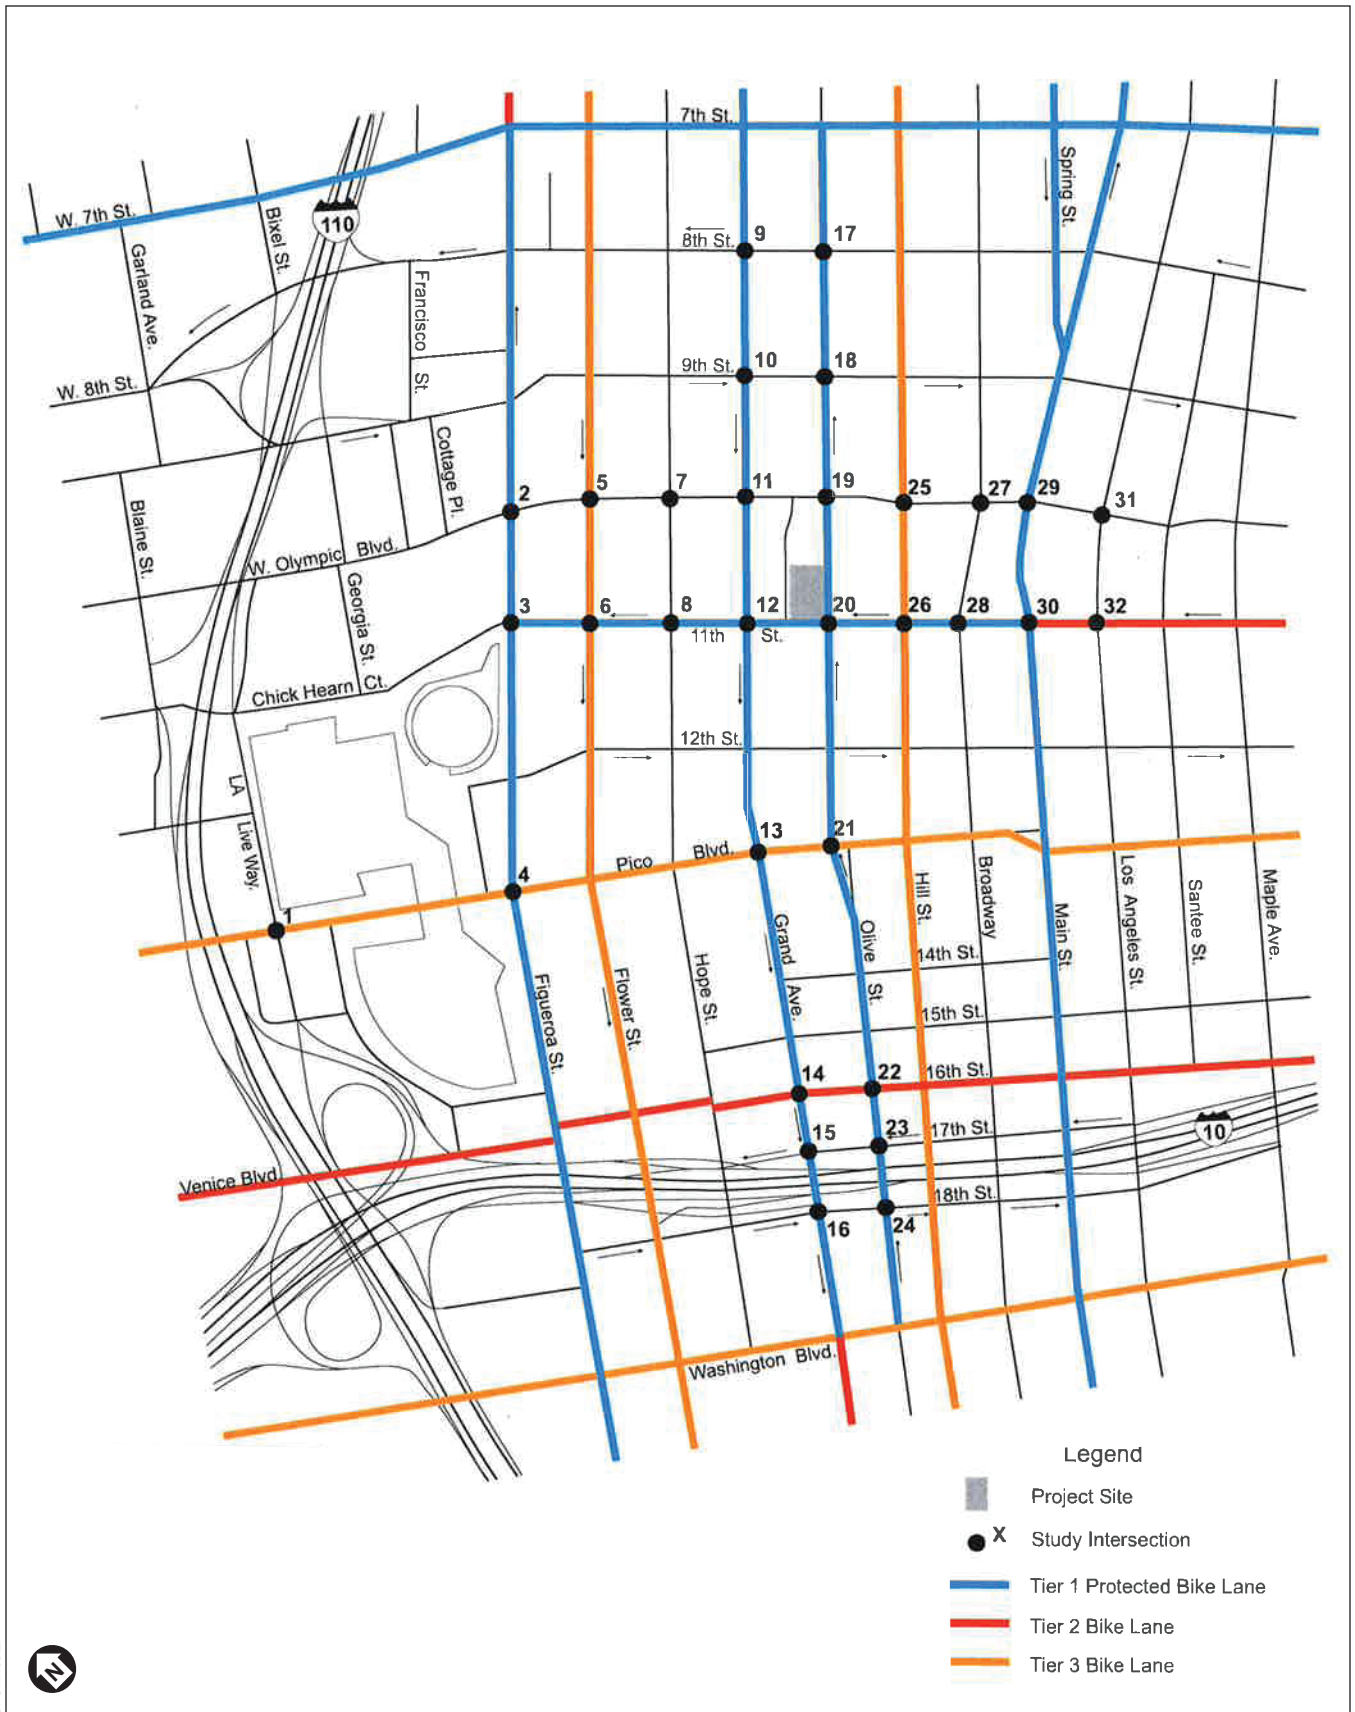 7th St.
Spring St.
W. 7th St.
110
Bixel St.
Garland Ave.
8th St.
9
17
Francisco St.
9th St.
10
18
W. 8th St.
Cottage Pl.
2
5
7
11
19
25
27
29
31
Blaine St.
W. Olympic Blvd.
Georgia St.
3
6
8
12
20
26
28
30
32
11th St.
Chick Hearn Ct.
12th St.
LA Live Way.
13
21
Pico Blvd.
4
1
Grand Ave.
Olive St.
Hill St.
Broadway
Main St.
Los Angeles St.
Santee St.
Maple Ave.
Figueroa St.
Flower St.
Hope St.
14th St.
15th St.
14
22
16th St.
15
23
17th St.
10
Venice Blvd
18th St.
16
24
Washington Blvd.
Legend
Project Site
X Study Intersection
Tier 1 Protected Bike Lane
Tier 2 Bike Lane
Tier 3 Bike Lane
N